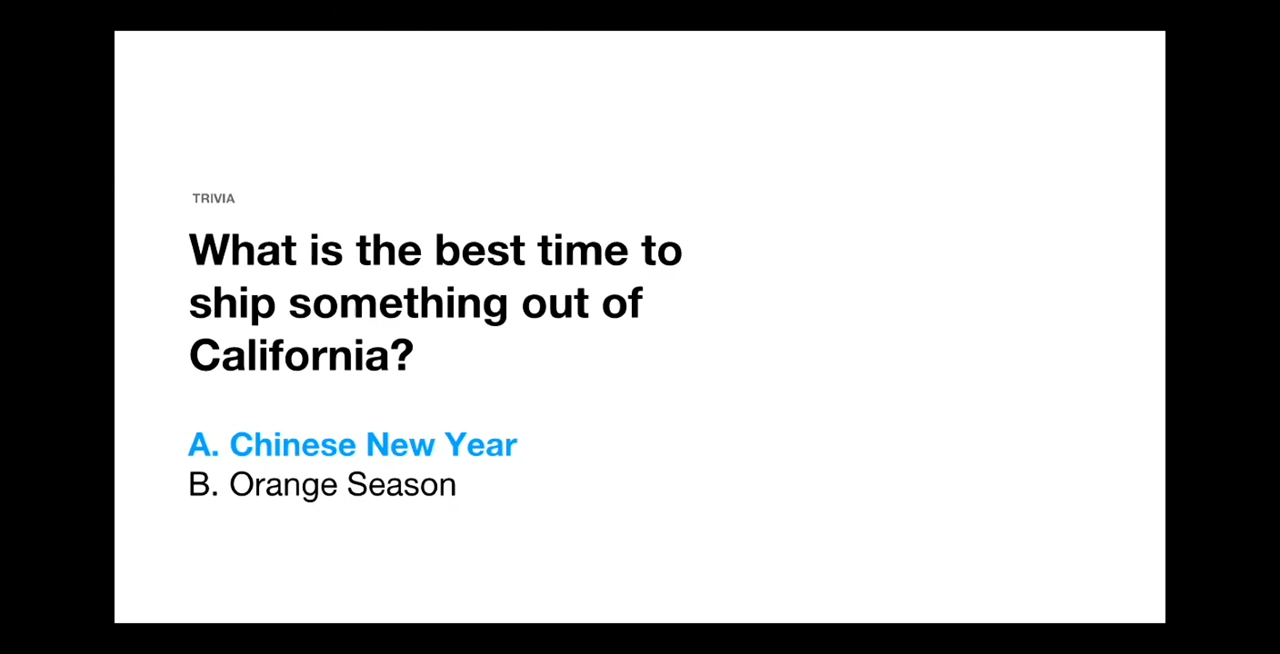 TRIVIA
What is the best time to
ship something out of
California?
A. Chinese New Year
B. Orange Season